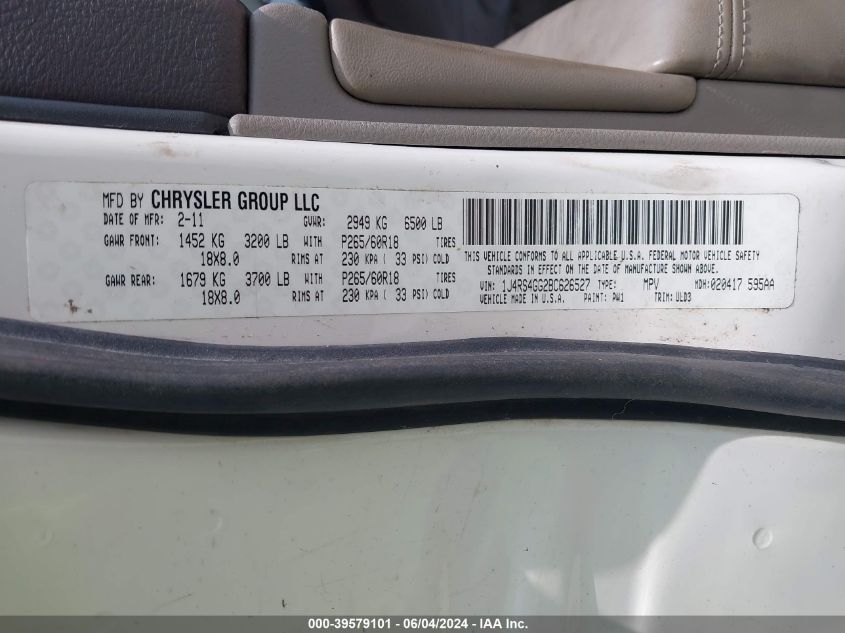 MFD BY CHRYSLER GROUP LLC
DATE OF MFR: 2-11 GVWR: 2949 KG 6500 LB
GAWR FRONT: 1452 KG 3200 LB WITH P265/60R18 TIRES
18X8.0 RIMS AT 230 KPA ( 33 PSI) COLD
GAWR REAR: 1679 KG 3700 LB WITH P265/60R18 TIRES
18X8.0 RIMS AT 230 KPA ( 33 PSI) COLD
THIS VEHICLE CONFORMS TO ALL APPLICABLE U.S.A. FEDERAL MOTOR VEHICLE SAFETY
STANDARDS IN EFFECT ON THE DATE OF MANUFACTURE SHOWN ABOVE.
VIN: 1J4RS4GG2BC626527 TYPE: MPV MDH: 020417 595AA
VEHICLE MADE IN U.S.A. PAINT: PW1 TRIM: ULD3
000-39579101 - 06/04/2024 - IAA Inc.